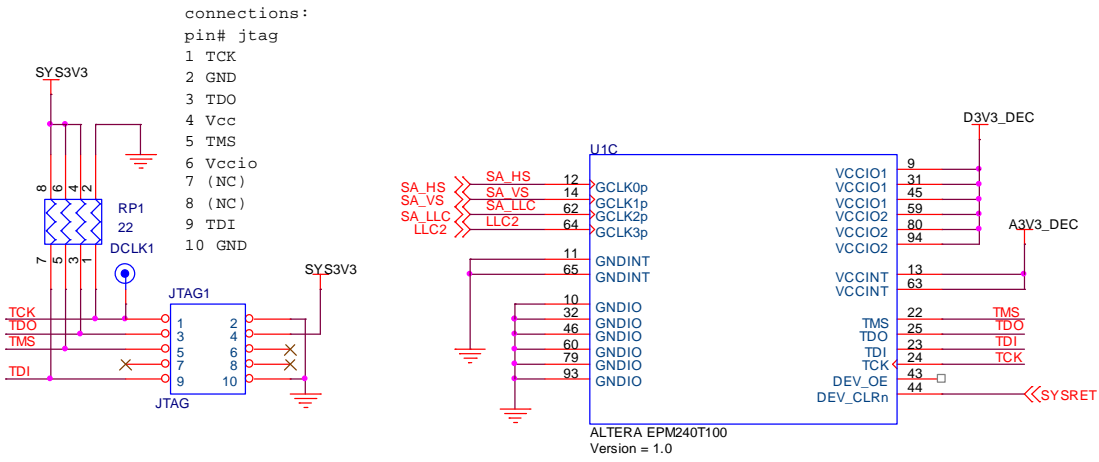 connections:
pin# jtag
1 TCK
2 GND
3 TDO
4 Vcc
5 TMS
6 Vccio
7 (NC)
8 (NC)
9 TDI
10 GND
SYS3V3
8 6 4 2
RP1
22
7 5 3 1
DCLK1
SYS3V3
JTAG1
TCK
TDO
TMS
TDI
1 2
3 4
5 6
7 8
9 10
JTAG
D3V3_DEC
A3V3_DEC
U1C
SA_HS SA_HS 12 GCLK0p
SA_VS SA_VS 14 GCLK1p
SA_LLC SA_LLC 62 GCLK2p
LLC2 LLC2 64 GCLK3p
11 GNDINT
65 GNDINT
10 GNDIO
32 GNDIO
46 GNDIO
60 GNDIO
79 GNDIO
93 GNDIO
VCCIO1 9
VCCIO1 31
VCCIO1 45
VCCIO2 59
VCCIO2 80
VCCIO2 94
VCCINT 13
VCCINT 63
TMS 22 TMS
TDO 25 TDO
TDI 23 TDI
TCK 24 TCK
DEV_OE 43
DEV_CLRn 44 SYSRET
ALTERA EPM240T100
Version = 1.0